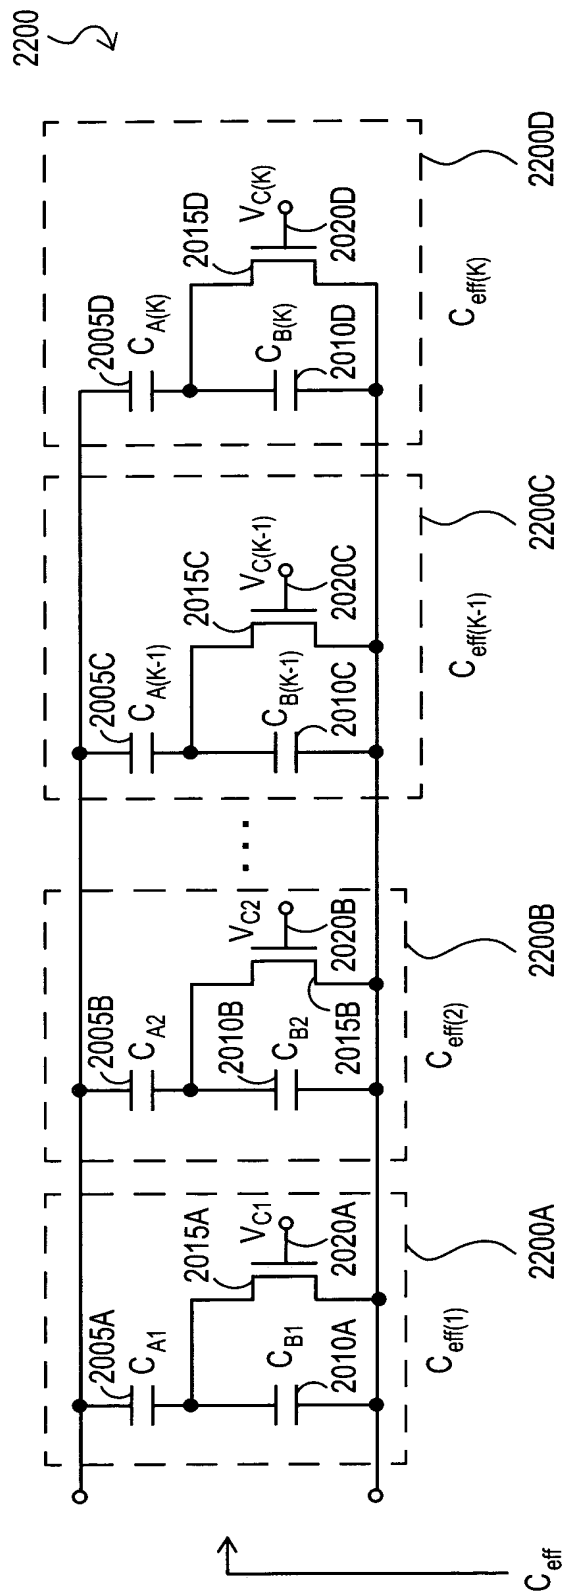 2200
2005A
C_A1
2015A
V_C1
C_B1
2010A
2020A
C_eff(1)
2200A
2005B
C_A2
2010B
V_C2
C_B2
2020B
2015B
C_eff(2)
2200B
. . .
2005C
C_A(K-1)
2015C
V_C(K-1)
C_B(K-1)
2010C
2020C
C_eff(K-1)
2200C
2005D
C_A(K)
2015D
V_C(K)
C_B(K)
2010D
2020D
C_eff(K)
2200D
C_eff